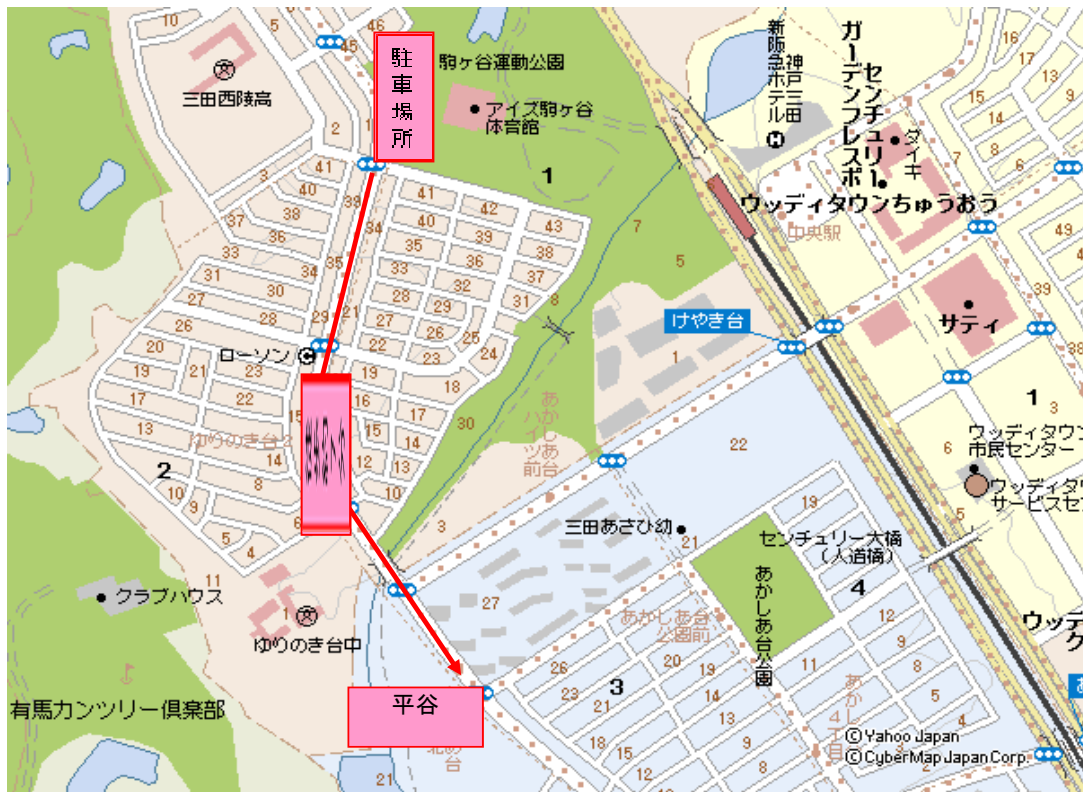 駐車場所
駒ヶ谷運動公園
アイズ駒ヶ谷
体育館
三田西陵高
神戸三田
新阪急ホテル
センチュリー
ガーデンフレスポ
ダイキ
ウッディタウンちゅうおう
中央駅
けやき台
サティ
ローソン
ゆりのき台2
あかしあ台
ハイツ前
ウッディタウン
市民センター
ウッディタウ
サービスセ
三田あさひ幼
センチュリー大橋
(人道橋)
あかしあ台公園
あかしあ台
公園前
クラブハウス
ゆりのき台中
有馬カンツリー倶楽部
平谷
ウッデ
ク
4丁目
©Yahoo Japan
©CyberMap Japan Corp.